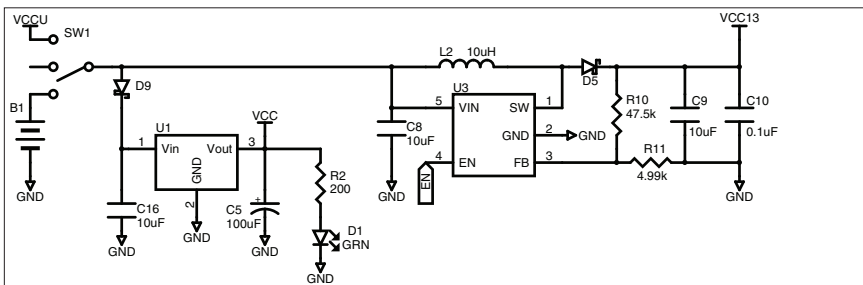 VCCU
SW1
VCC13
L2 10uH
D9
D5
B1
U3
5 VIN SW 1
R10
47.5k
C9
10uF
C10
0.1uF
VCC
C8
10uF
GND 2 GND
U1
1 Vin Vout 3
GND
2
4 EN FB 3
R11
4.99k
R2
200
EN
GND
C16
10uF
GND
C5
+
100uF
D1
GRN
GND
GND
GND
GND
GND
GND